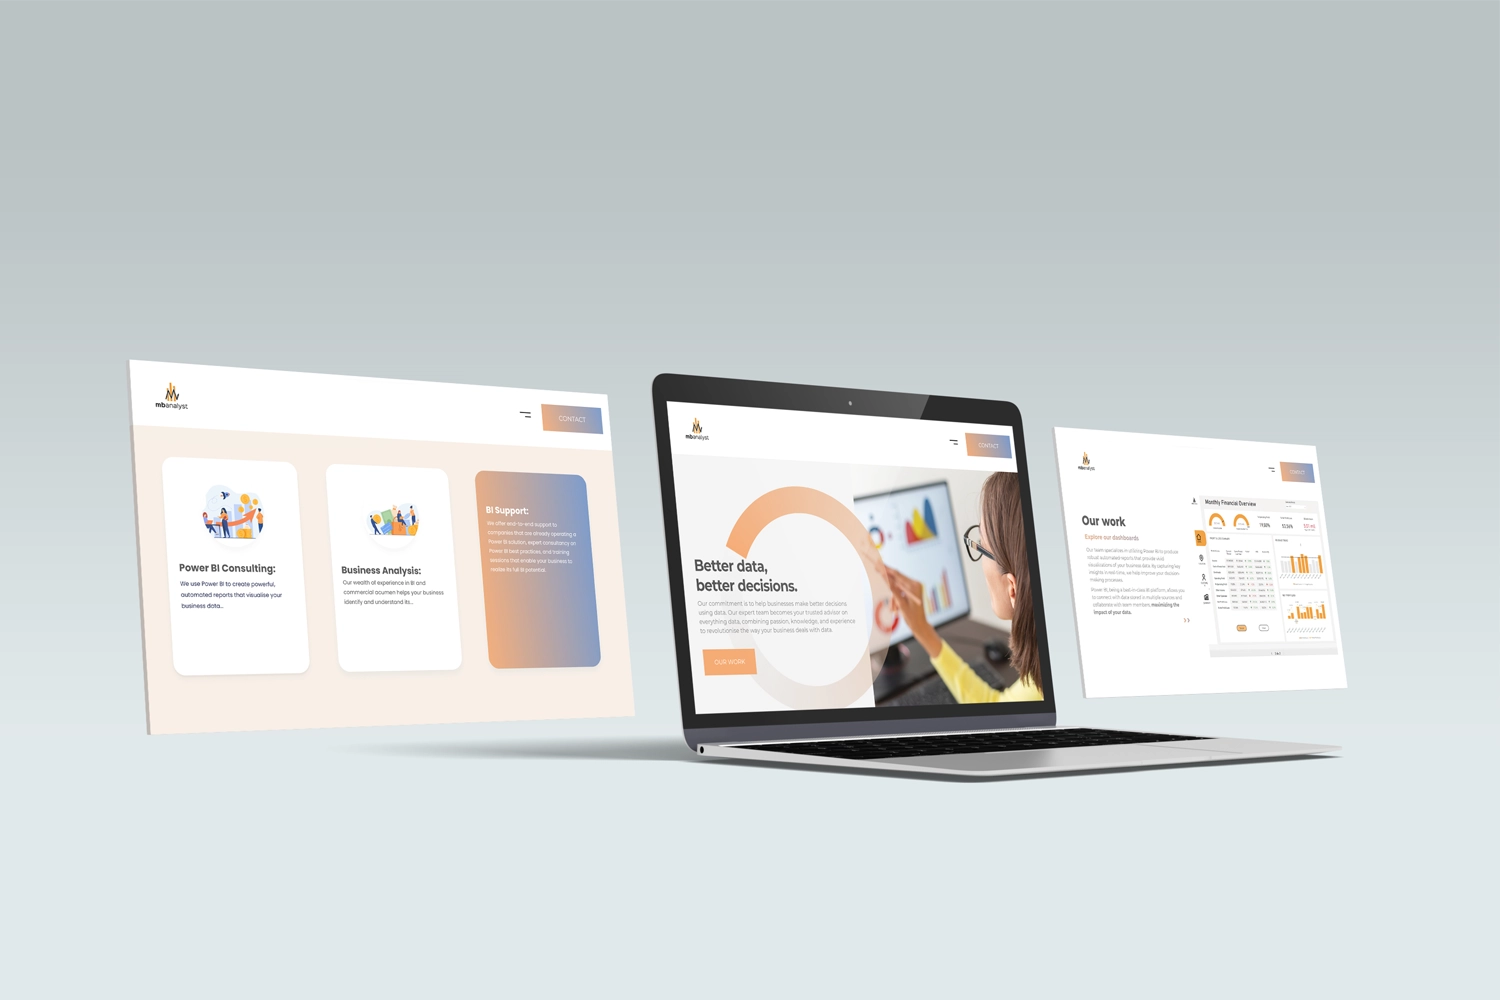 mbanalyst
CONTACT
Power BI Consulting:
We use Power BI to create powerful,
automated reports that visualise your
business data...
Business Analysis:
Our wealth of experience in BI and
commercial acumen helps your business
identify and understand its...
BI Support:
We offer end-to-end support to
companies that are already operating a
Power BI solution, expert consultancy on
Power BI best practices, and training
sessions that enable your business to
realise its full BI potential.
mbanalyst
CONTACT
Better data,
better decisions.
Our commitment is to help businesses make better decisions
using data. Our expert team becomes your trusted advisor on
everything data, combining passion, knowledge, and experience
to revolutionise the way your business deals with data.
OUR WORK
mbanalyst
CONTACT
Our work
Explore our dashboards
Our team specialises in utilising Power BI to produce
robust automated reports that provide vivid
visualisations of your business data. By capturing key
insights in real-time, we help improve your decision-
making processes.
Power BI, being a best-in-class BI platform, allows you
to connect with data stored in multiple sources and
collaborate with team members, maximizing the
impact of your data.
Monthly Financial Overview